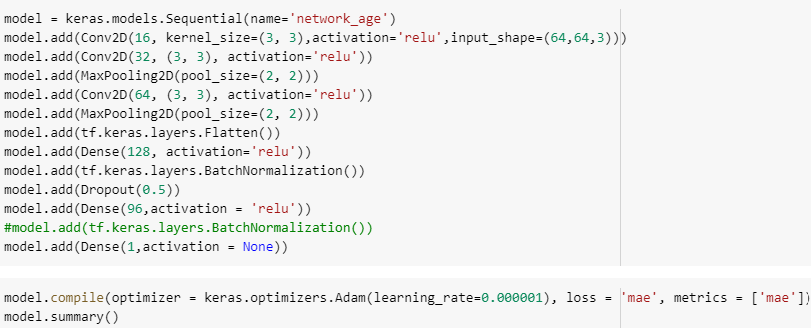 model = keras.models.Sequential(name='network_age')
model.add(Conv2D(16, kernel_size=(3, 3),activation='relu',input_shape=(64,64,3)))
model.add(Conv2D(32, (3, 3), activation='relu'))
model.add(MaxPooling2D(pool_size=(2, 2)))
model.add(Conv2D(64, (3, 3), activation='relu'))
model.add(MaxPooling2D(pool_size=(2, 2)))
model.add(tf.keras.layers.Flatten())
model.add(Dense(128, activation='relu'))
model.add(tf.keras.layers.BatchNormalization())
model.add(Dropout(0.5))
model.add(Dense(96,activation = 'relu'))
#model.add(tf.keras.layers.BatchNormalization())
model.add(Dense(1,activation = None))
model.compile(optimizer = keras.optimizers.Adam(learning_rate=0.000001), loss = 'mae', metrics = ['mae'])
model.summary()